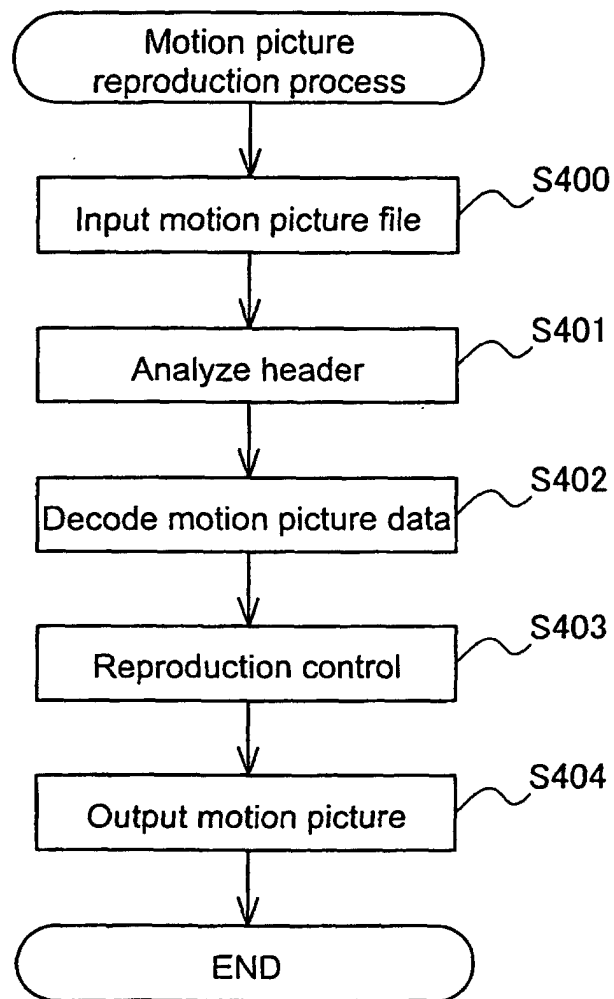 Motion picture
reproduction process
Input motion picture file
S400
Analyze header
S401
Decode motion picture data
S402
Reproduction control
S403
Output motion picture
S404
END